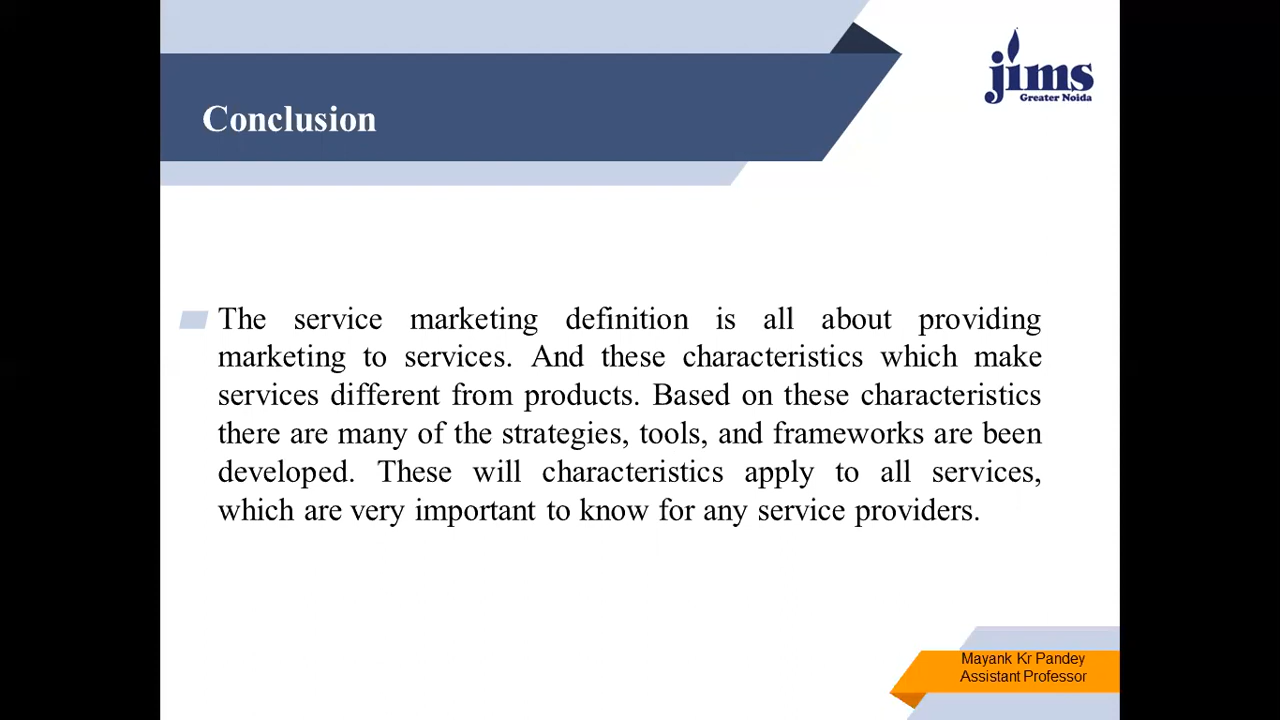 jims
Greater Noida
Conclusion
The service marketing definition is all about providing
marketing to services. And these characteristics which make
services different from products. Based on these characteristics
there are many of the strategies, tools, and frameworks are been
developed. These will characteristics apply to all services,
which are very important to know for any service providers.
Mayank Kr Pandey
Assistant Professor